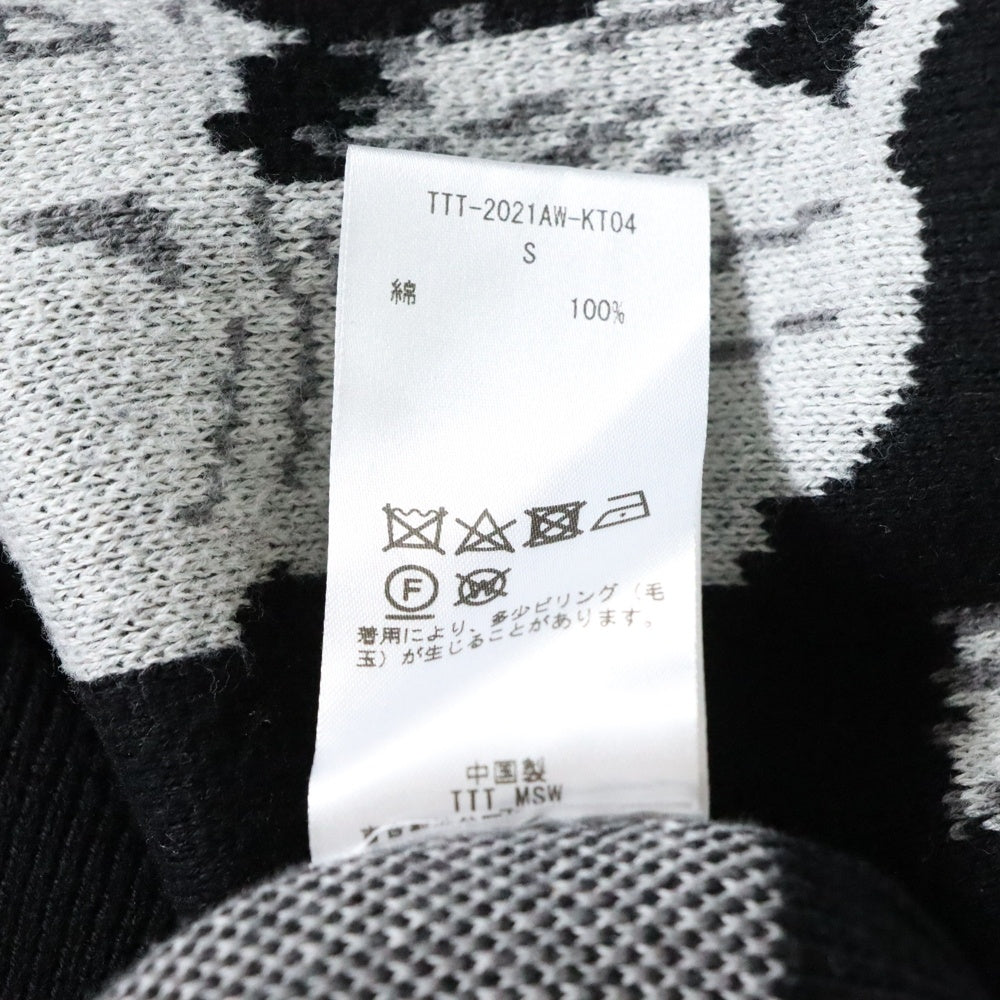 TTT-2021AW-KT04
S
綿 100%
F
W
着用により、多少ピリング（毛
玉）が生じることがあります。
中国製
TTT_MSW